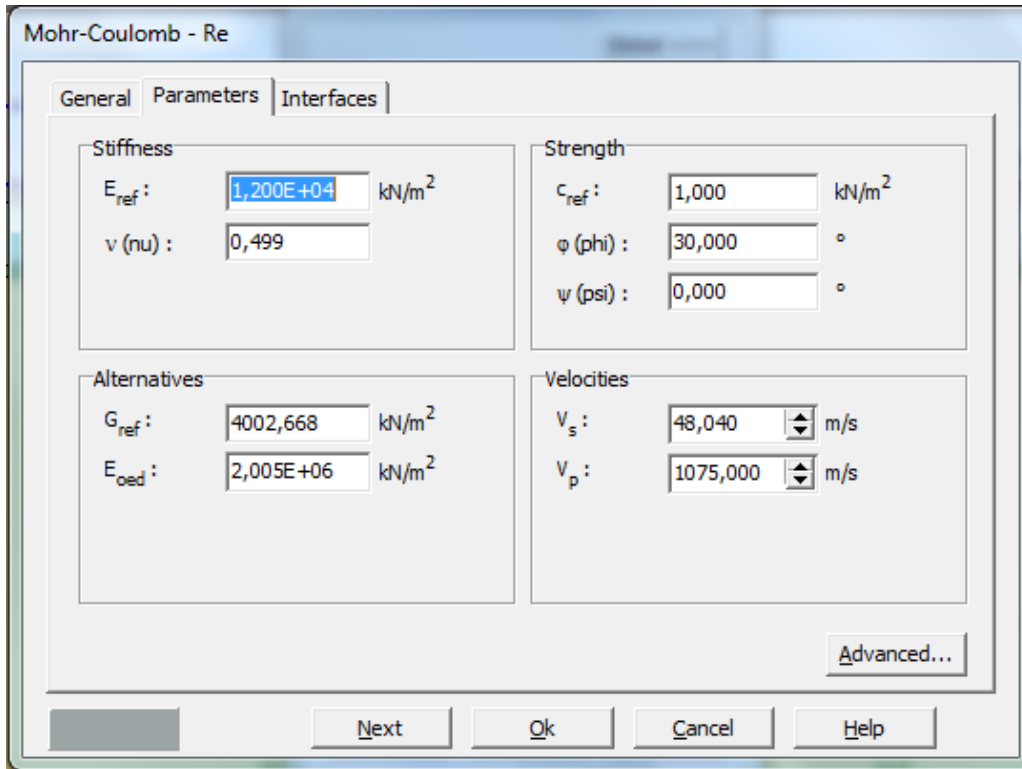 Mohr-Coulomb - Re
General Parameters Interfaces
Stiffness
E_ref : 1,200E+04 kN/m²
ν (nu) : 0,499
Strength
c_ref : 1,000 kN/m²
φ (phi) : 30,000 °
ψ (psi) : 0,000 °
Alternatives
G_ref : 4002,668 kN/m²
E_oed : 2,005E+06 kN/m²
Velocities
V_s : 48,040 m/s
V_p : 1075,000 m/s
Advanced...
Next Ok Cancel Help